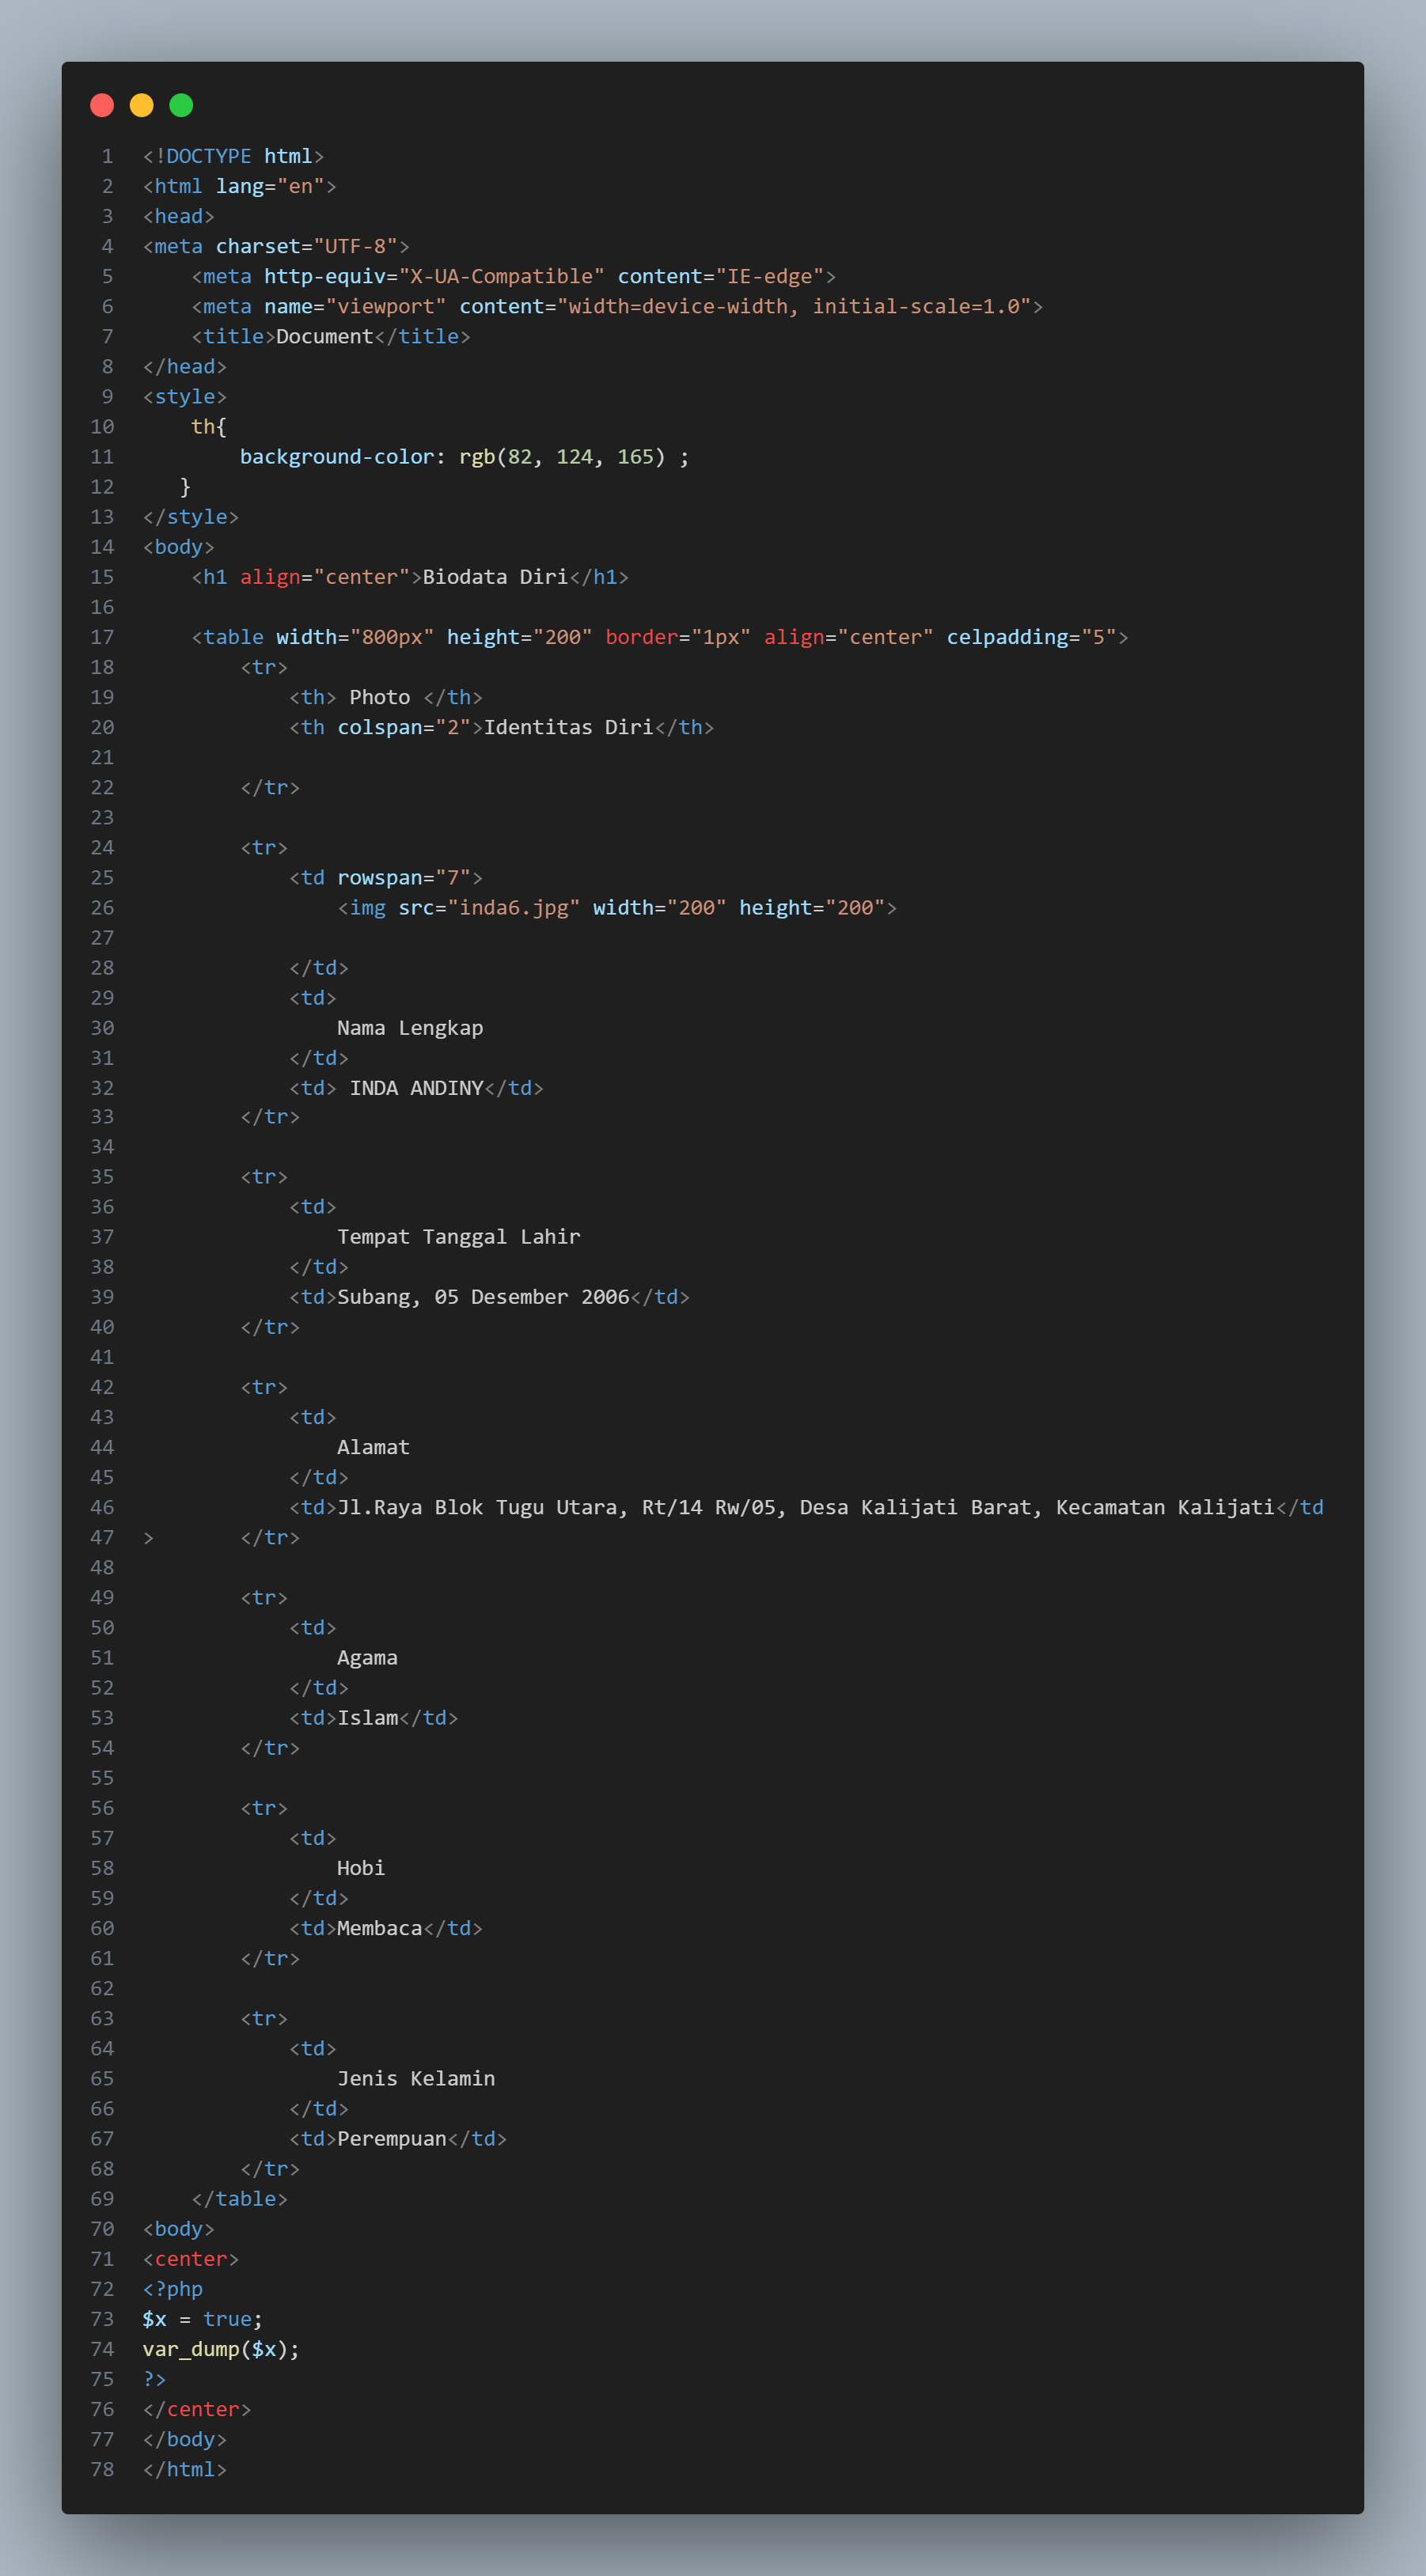 1 <!DOCTYPE html>
2 <html lang="en">
3 <head>
4 <meta charset="UTF-8">
5     <meta http-equiv="X-UA-Compatible" content="IE-edge">
6     <meta name="viewport" content="width=device-width, initial-scale=1.0">
7     <title>Document</title>
8 </head>
9 <style>
10     th{
11         background-color: rgb(82, 124, 165) ;
12    }
13 </style>
14 <body>
15     <h1 align="center">Biodata Diri</h1>
16
17     <table width="800px" height="200" border="1px" align="center" celpadding="5">
18         <tr>
19             <th> Photo </th>
20             <th colspan="2">Identitas Diri</th>
21
22         </tr>
23
24         <tr>
25             <td rowspan="7">
26                 <img src="inda6.jpg" width="200" height="200">
27
28             </td>
29             <td>
30                 Nama Lengkap
31             </td>
32             <td> INDA ANDINY</td>
33         </tr>
34
35         <tr>
36             <td>
37                 Tempat Tanggal Lahir
38             </td>
39             <td>Subang, 05 Desember 2006</td>
40         </tr>
41
42         <tr>
43             <td>
44                 Alamat
45             </td>
46             <td>Jl.Raya Blok Tugu Utara, Rt/14 Rw/05, Desa Kalijati Barat, Kecamatan Kalijati</td
47 >       </tr>
48
49         <tr>
50             <td>
51                 Agama
52             </td>
53             <td>Islam</td>
54         </tr>
55
56         <tr>
57             <td>
58                 Hobi
59             </td>
60             <td>Membaca</td>
61         </tr>
62
63         <tr>
64             <td>
65                 Jenis Kelamin
66             </td>
67             <td>Perempuan</td>
68         </tr>
69     </table>
70 <body>
71 <center>
72 <?php
73 $x = true;
74 var_dump($x);
75 ?>
76 </center>
77 </body>
78 </html>